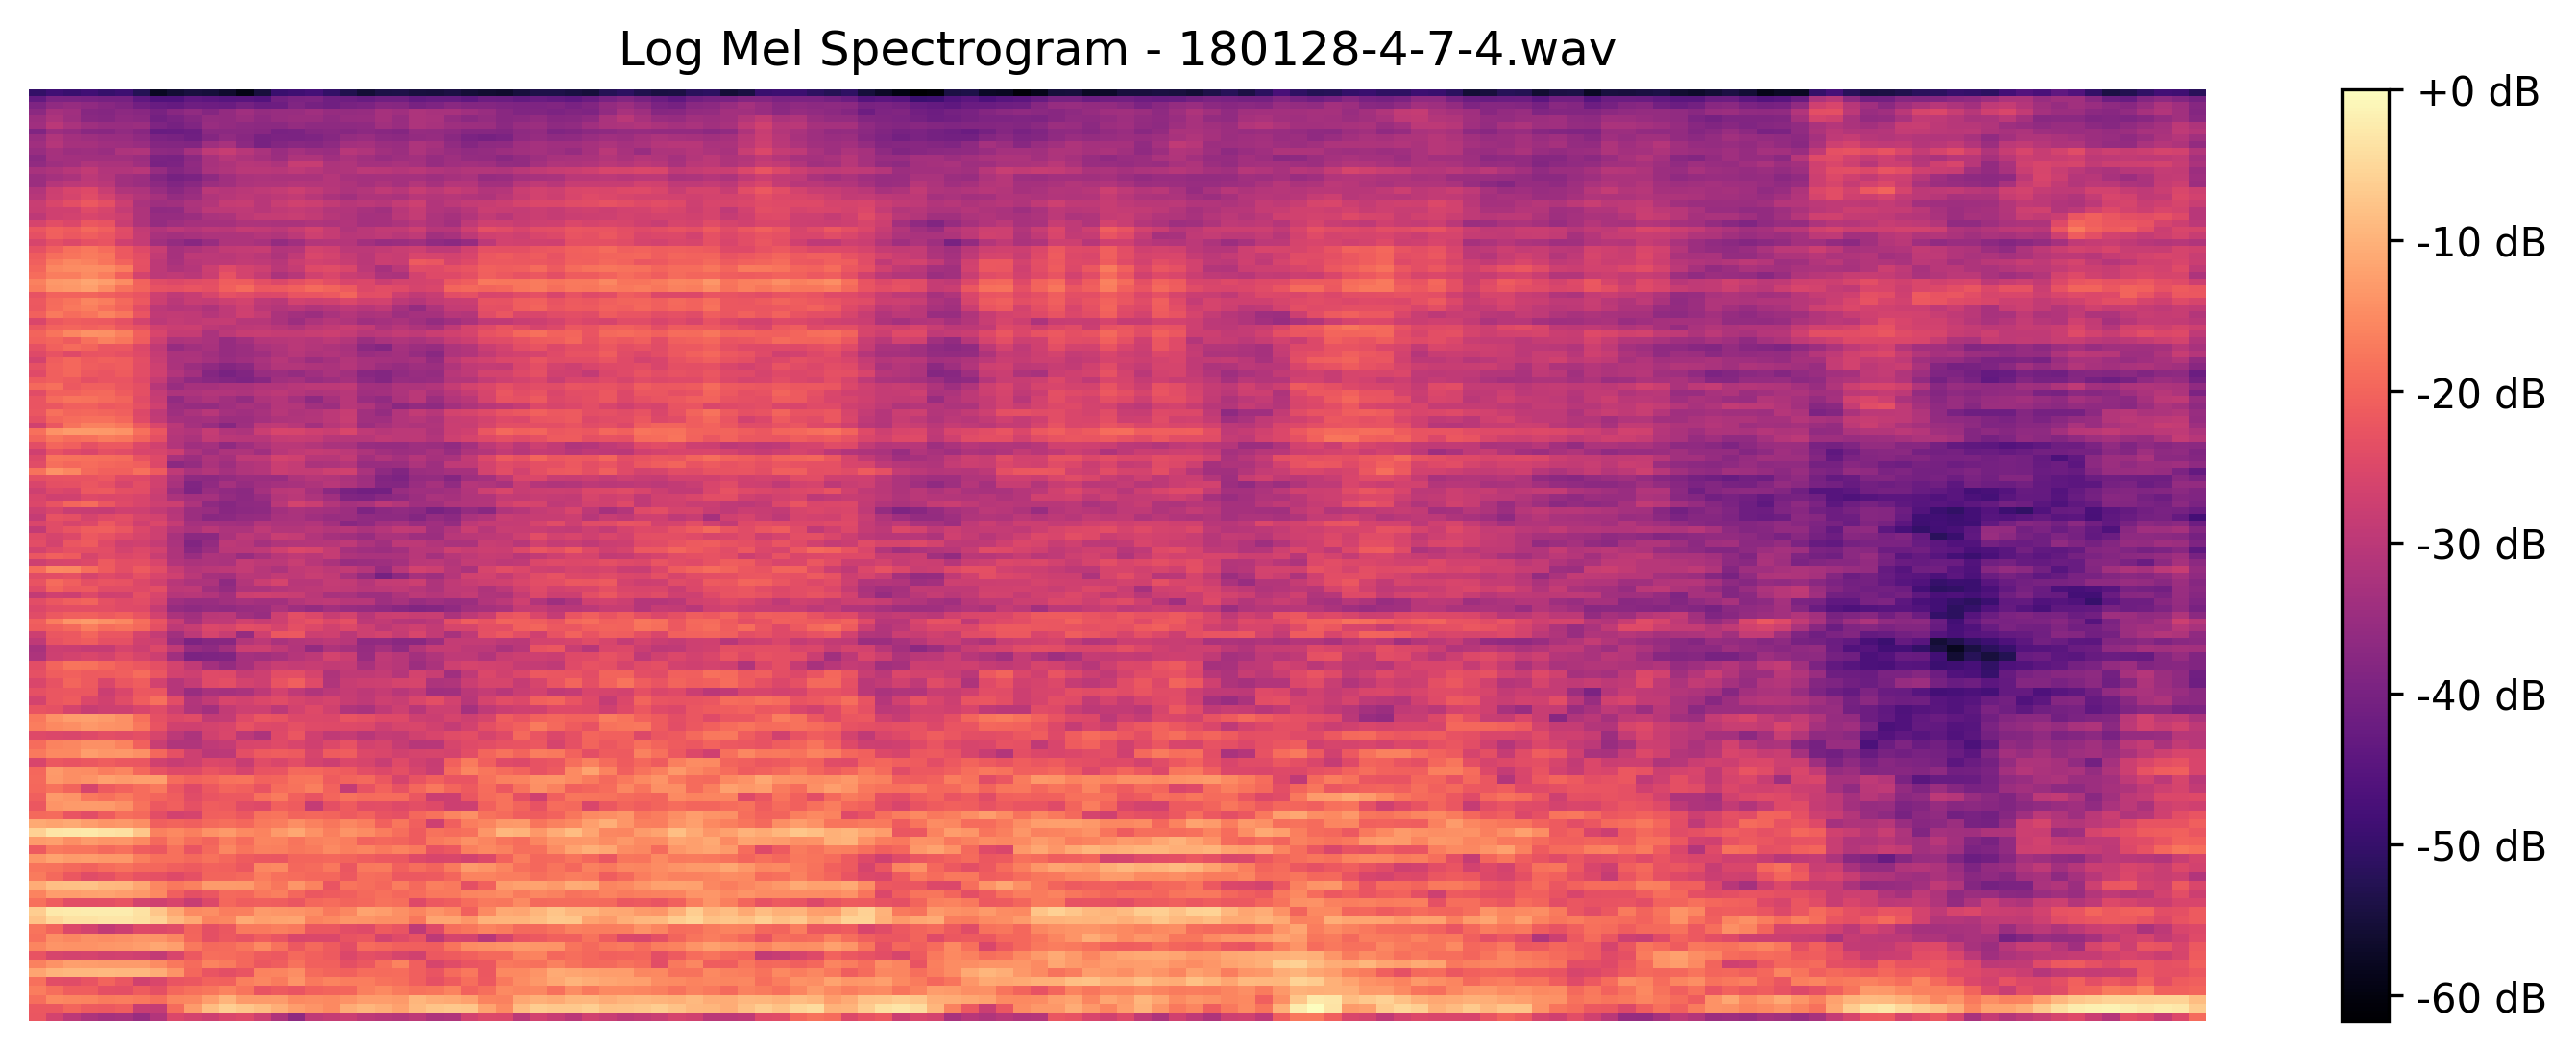 Log Mel Spectrogram - 180128-4-7-4.wav
+0 dB
-10 dB
-20 dB
-30 dB
-40 dB
-50 dB
-60 dB